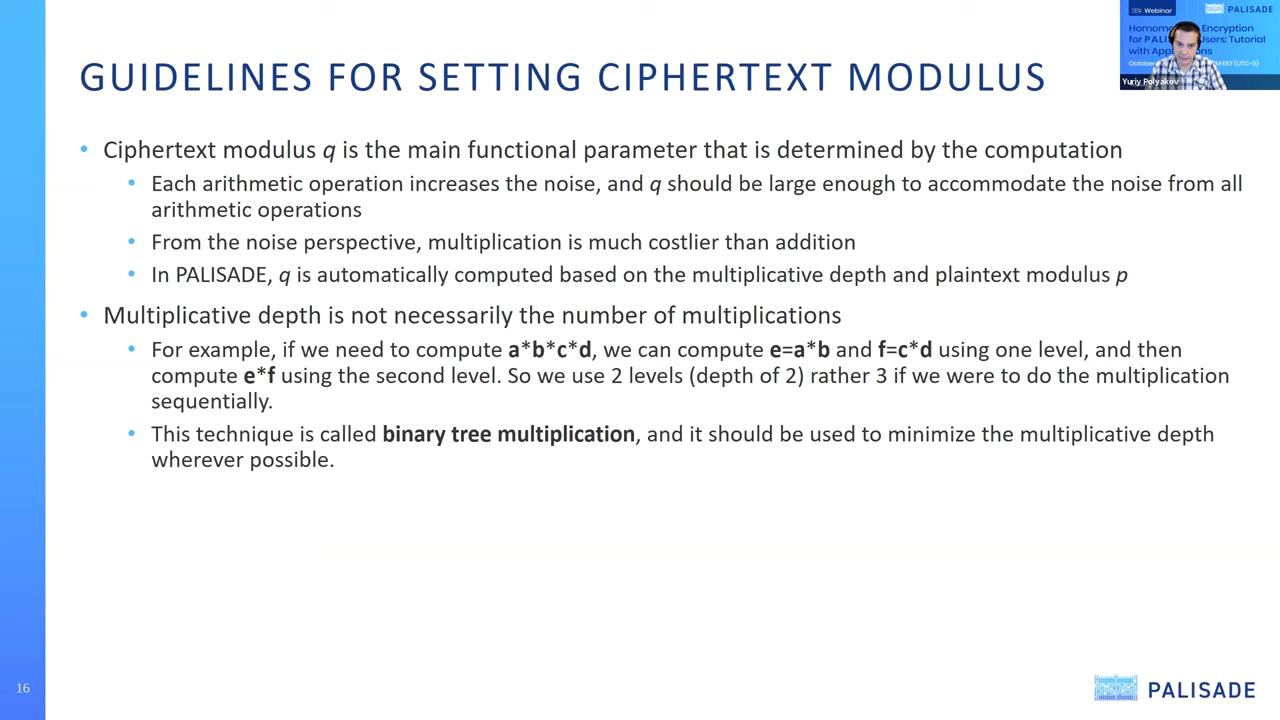 Webinar
PALISADE
Homomo Encryption
for PALI Users: Tutorial
with App ons
October M EST (UTC-5)
Yuriy Polyakov
GUIDELINES FOR SETTING CIPHERTEXT MODULUS
• Ciphertext modulus q is the main functional parameter that is determined by the computation
• Each arithmetic operation increases the noise, and q should be large enough to accommodate the noise from all
arithmetic operations
• From the noise perspective, multiplication is much costlier than addition
• In PALISADE, q is automatically computed based on the multiplicative depth and plaintext modulus p
• Multiplicative depth is not necessarily the number of multiplications
• For example, if we need to compute a*b*c*d, we can compute e=a*b and f=c*d using one level, and then
compute e*f using the second level. So we use 2 levels (depth of 2) rather 3 if we were to do the multiplication
sequentially.
• This technique is called binary tree multiplication, and it should be used to minimize the multiplicative depth
wherever possible.
16
PALISADE